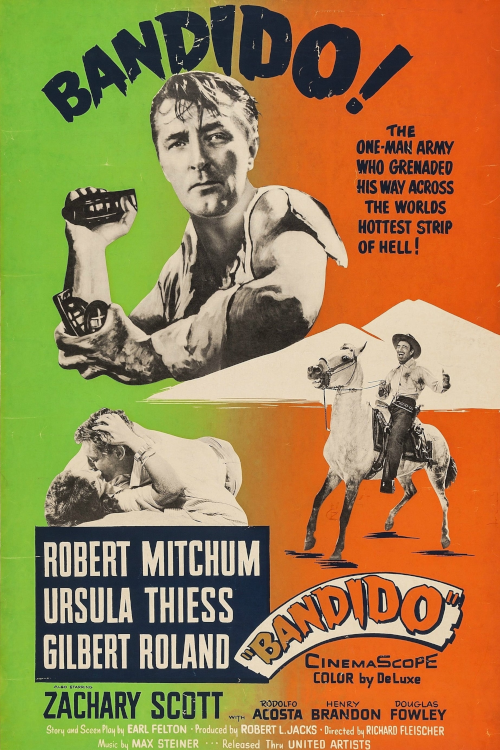 BANDIDO!
THE
ONE-MAN ARMY
WHO GRENADED
HIS WAY ACROSS
THE WORLDS
HOTTEST STRIP
OF HELL!
ROBERT MITCHUM
URSULA THIESS
GILBERT ROLAND
"BANDIDO"
CINEMASCOPE
COLOR by DeLuxe
ALSO STARRING
ZACHARY SCOTT WITH RODOLFO ACOSTA HENRY BRANDON DOUGLAS FOWLEY
Story and Screen Play by EARL FELTON · Produced by ROBERT L. JACKS · Directed by RICHARD FLEISCHER
Music by MAX STEINER ... Released Thru UNITED ARTISTS